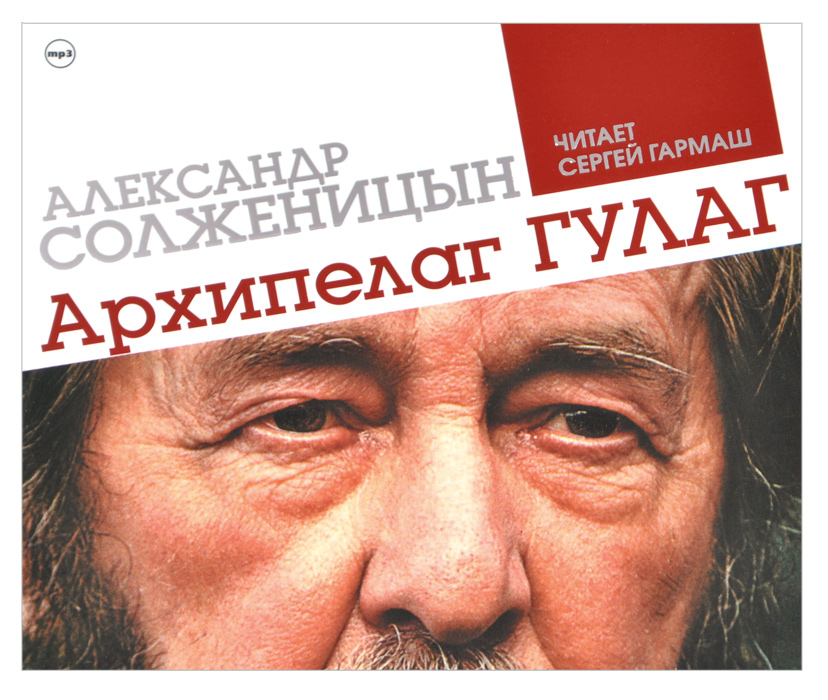 mp3
ЧИТАЕТ
СЕРГЕЙ ГАРМАШ
АЛЕКСАНДР
СОЛЖЕНИЦЫН
Архипелаг ГУЛАГ